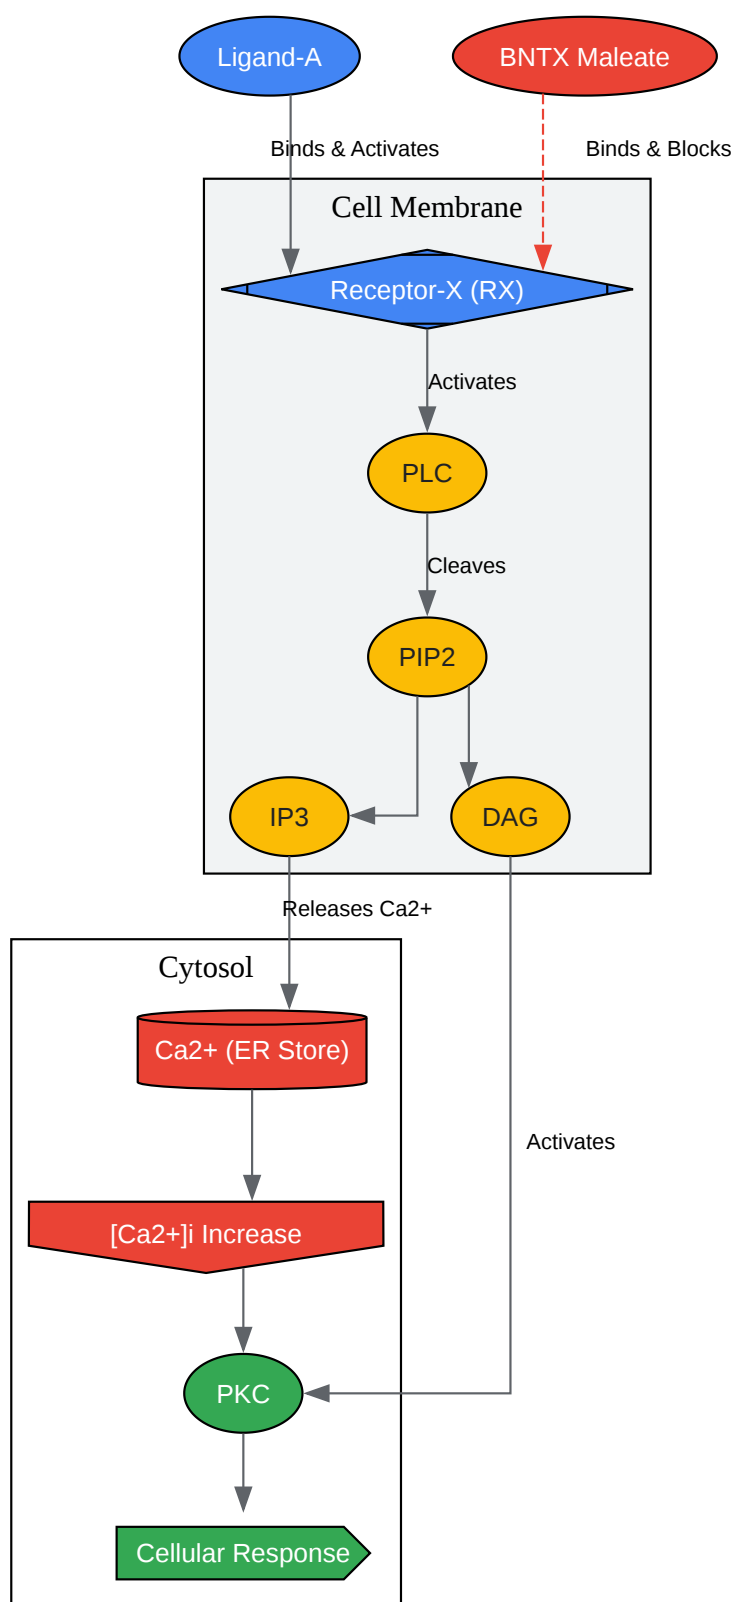 Ligand-A
BNTX Maleate
Binds & Activates
Binds & Blocks
Cell Membrane
Receptor-X (RX)
Activates
PLC
Cleaves
PIP2
IP3
DAG
Releases Ca2+
Cytosol
Ca2+ (ER Store)
Activates
[Ca2+]i Increase
PKC
Cellular Response